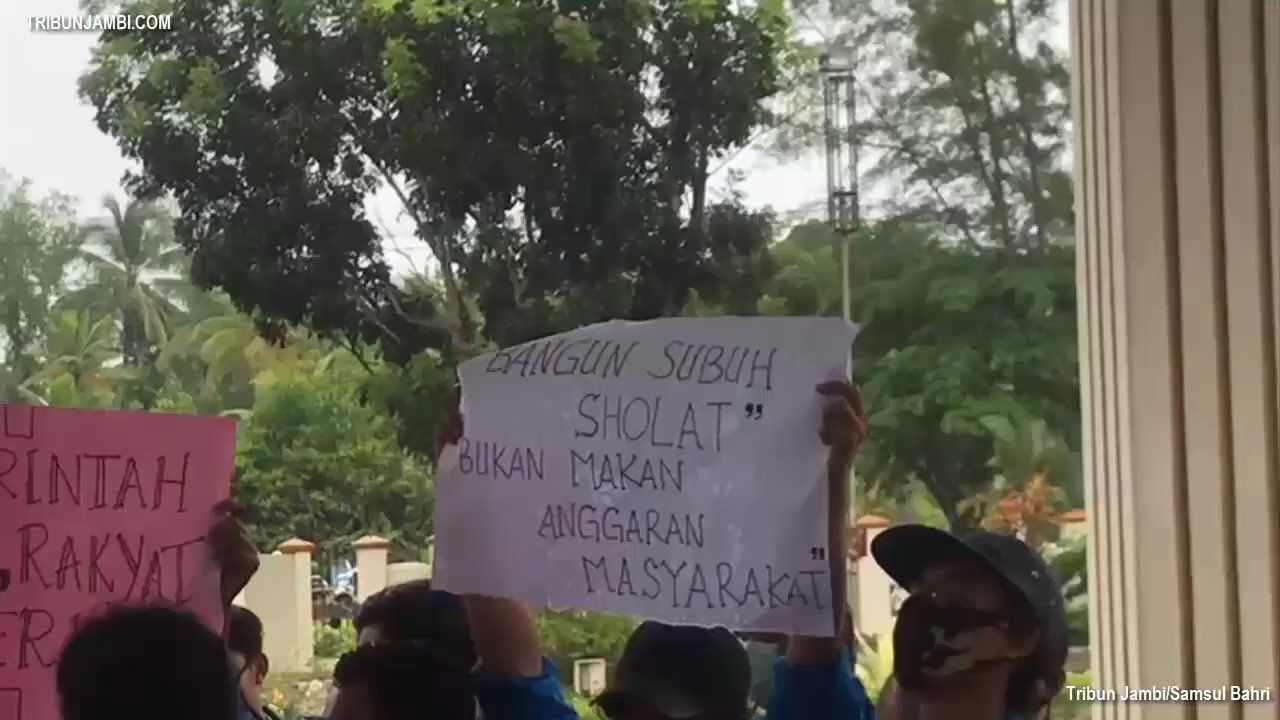 TRIBUNJAMBI.COM
BANGUN SUBUH
SHOLAT "
BUKAN MAKAN
ANGGARAN
MASYARAKAT "
RINTAH
RAKYAT
Tribun Jambi/Samsul Bahri